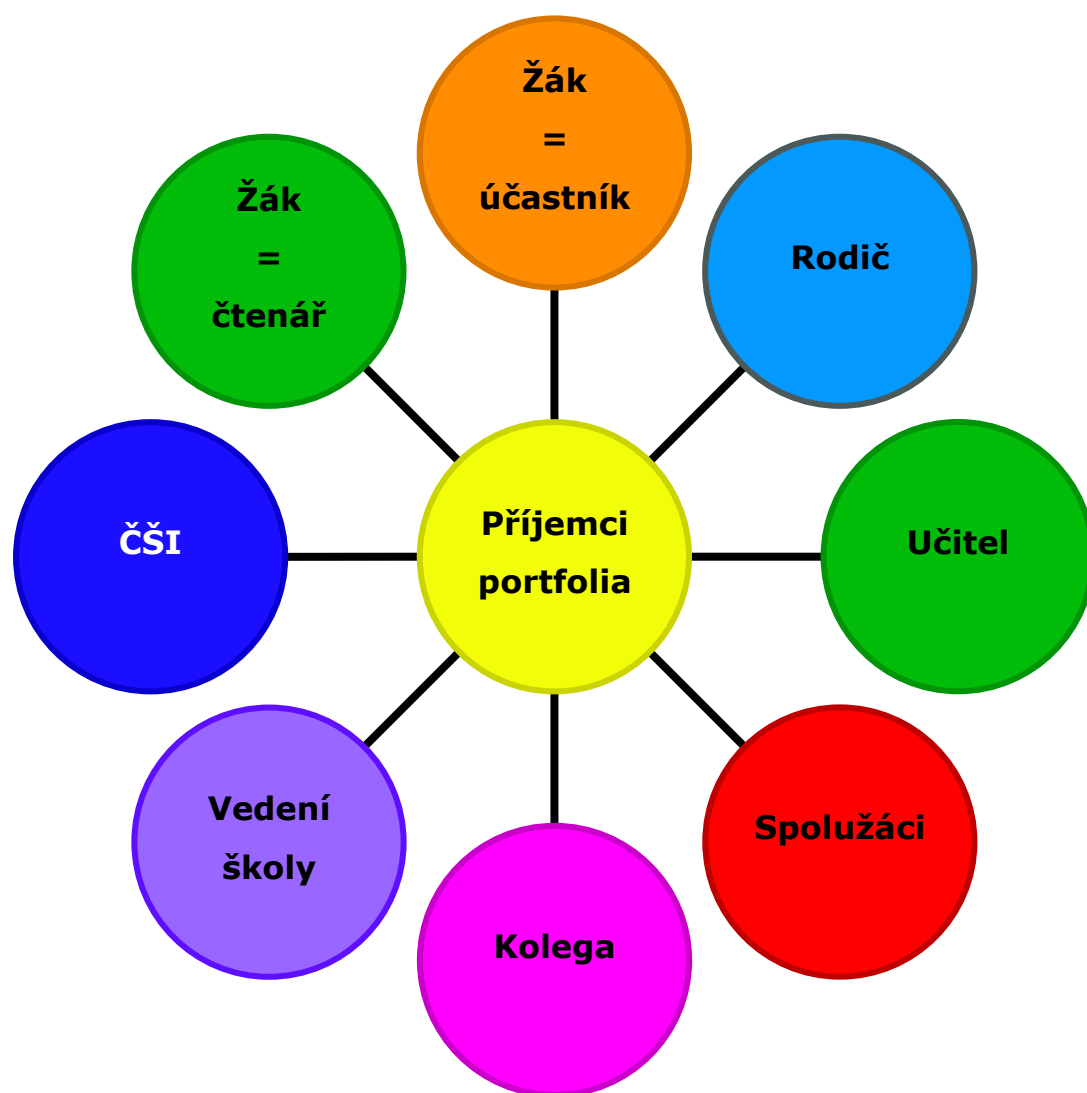 Žák
=
účastník
Žák
=
čtenář
Rodič
ČŠI
Příjemci
portfolia
Učitel
Vedení
školy
Spolužáci
Kolega